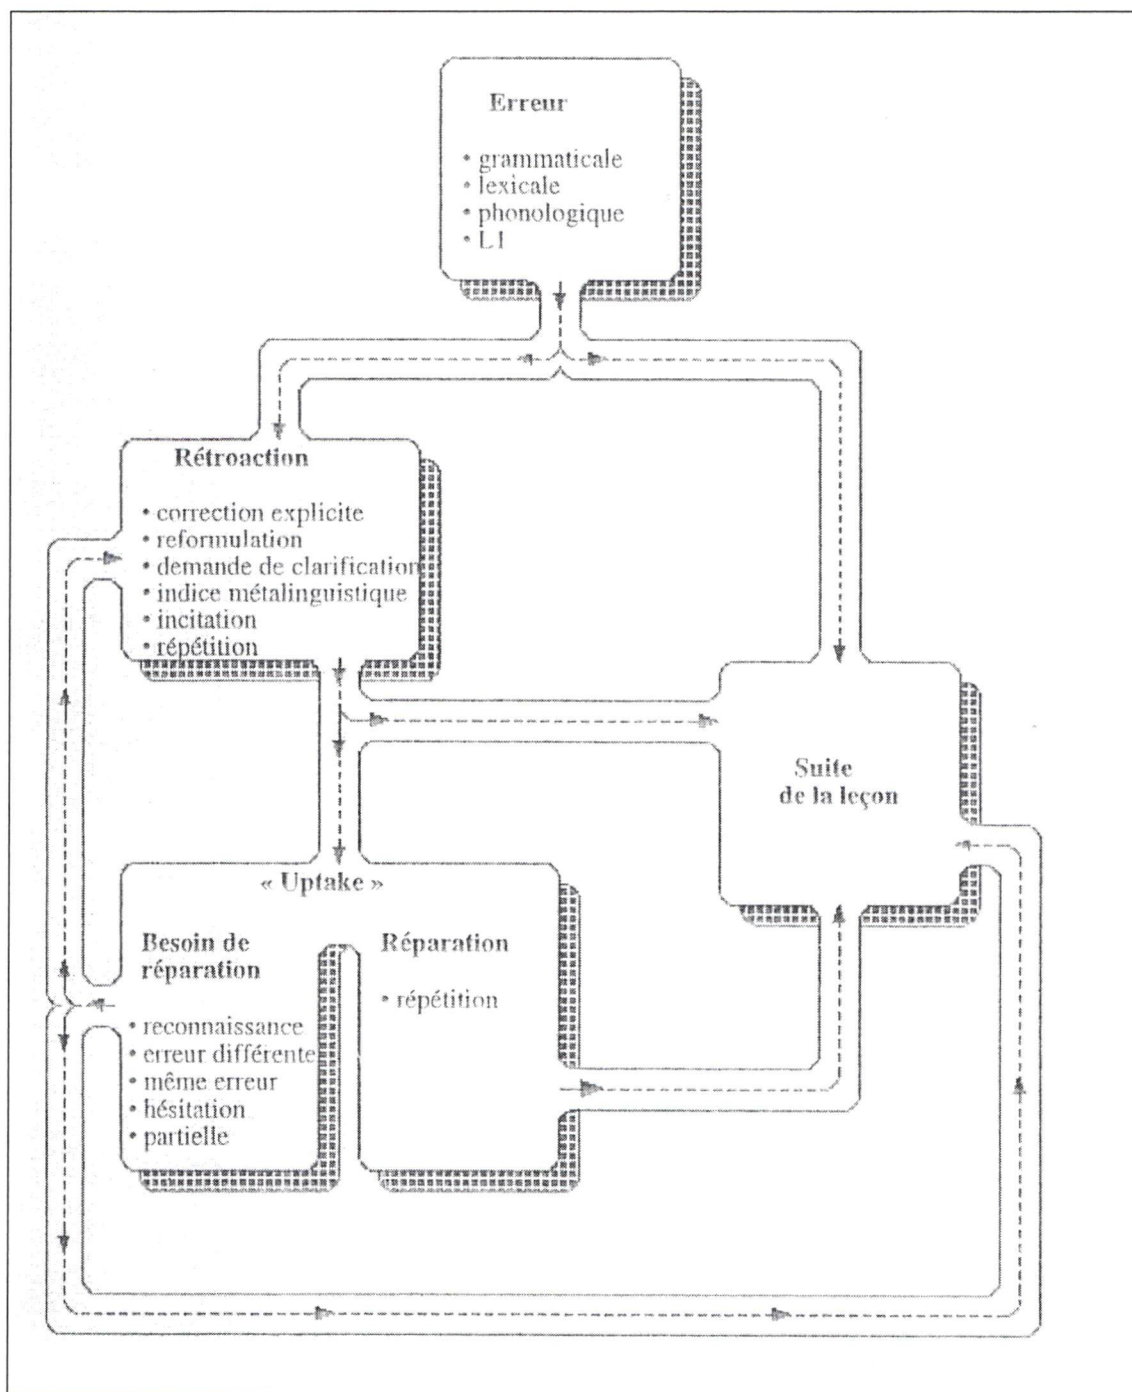 Erreur
• grammaticale
• lexicale
• phonologique
• L1
Rétroaction
• correction explicite
• reformulation
• demande de clarification
• indice métalinguistique
• incitation
• répétition
Suite
de la leçon
« Uptake »
Besoin de
réparation
• reconnaissance
• erreur différente
• même erreur
• hésitation
• partielle
Réparation
• répétition